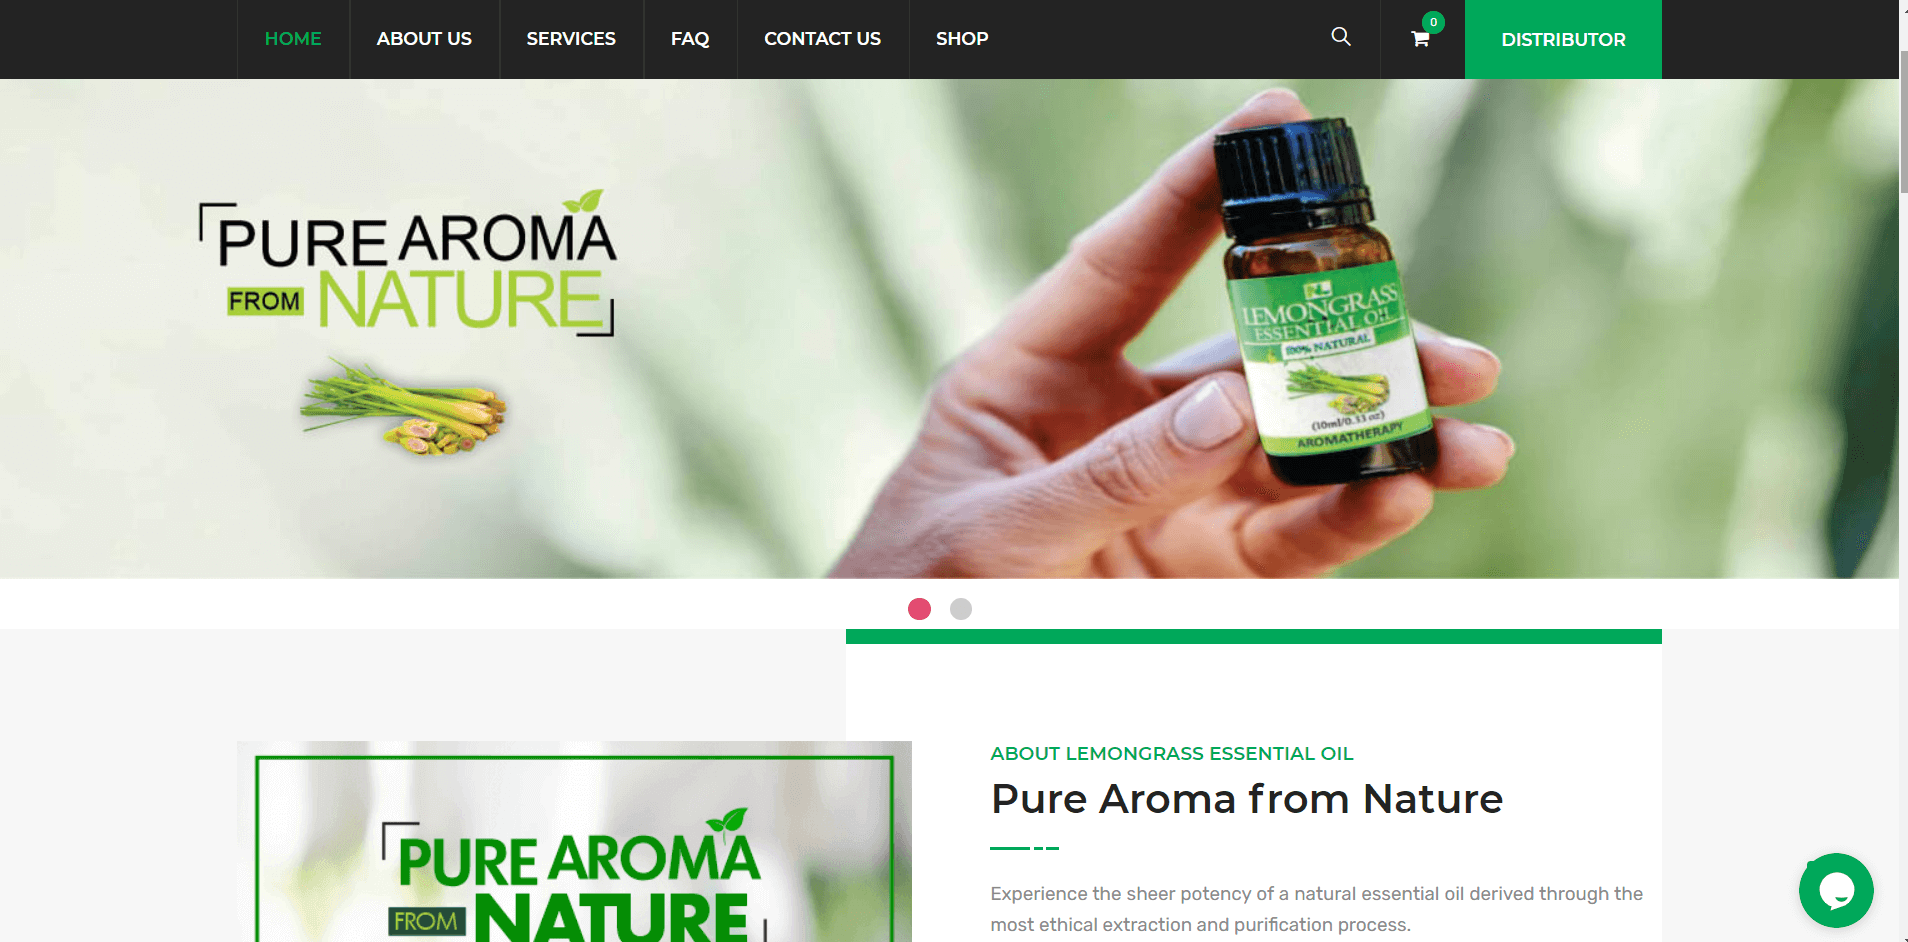 HOME ABOUT US SERVICES FAQ CONTACT US SHOP 0 DISTRIBUTOR
PURE AROMA
FROM NATURE
LEMONGRASS
ESSENTIAL OIL
100% NATURAL
(10ml/0.33 oz)
AROMATHERAPY
PURE AROMA
FROM NATURE
ABOUT LEMONGRASS ESSENTIAL OIL
Pure Aroma from Nature
Experience the sheer potency of a natural essential oil derived through the
most ethical extraction and purification process.